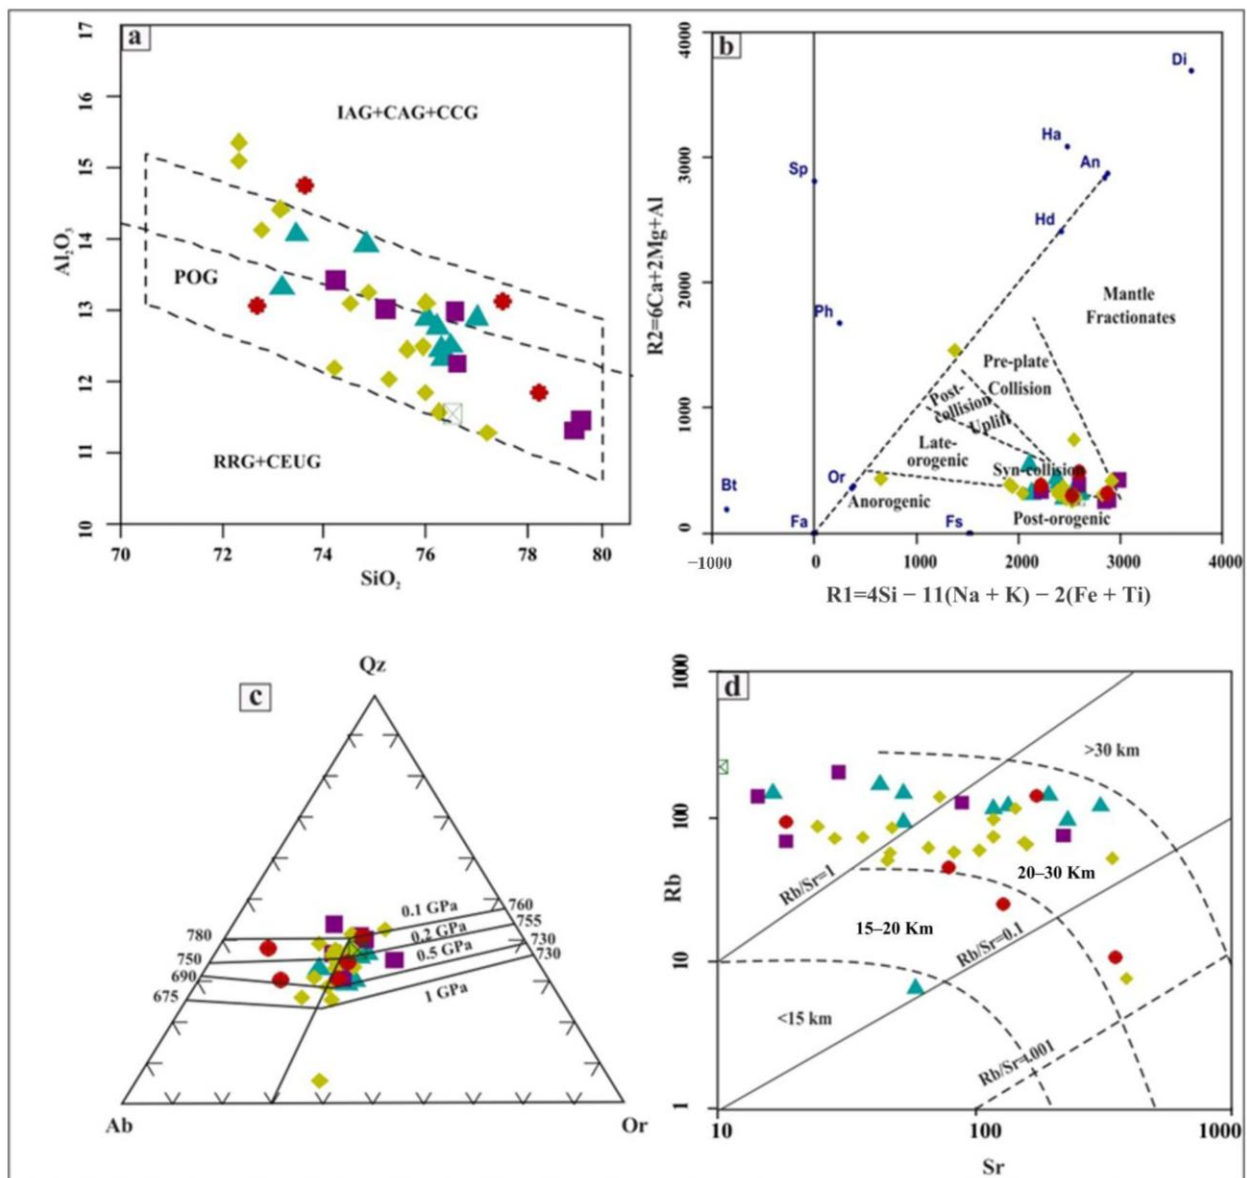 a
17
16
15
14
13
12
11
10
Al₂O₃
IAG+CAG+CCG
POG
RRG+CEUG
70 72 74 76 78 80
SiO₂
b
4000
3000
2000
1000
0
R2=6Ca+2Mg+Al
Di
Ha
An
Sp
Hd
Ph
Mantle
Fractionates
Pre-plate
Collision
Post-
collision
Uplift
Late-
orogenic
Syn-collision
Or
Anorogenic
Bt
Fa
Fs
Post-orogenic
−1000 0 1000 2000 3000 4000
R1=4Si − 11(Na + K) − 2(Fe + Ti)
c
Qz
0.1 GPa
0.2 GPa
0.5 GPa
1 GPa
780
750
690
675
760
755
730
730
Ab
Or
d
1000
100
10
1
Rb
>30 km
20–30 Km
15–20 Km
<15 km
Rb/Sr=1
Rb/Sr=0.1
Rb/Sr=.001
10 100 1000
Sr